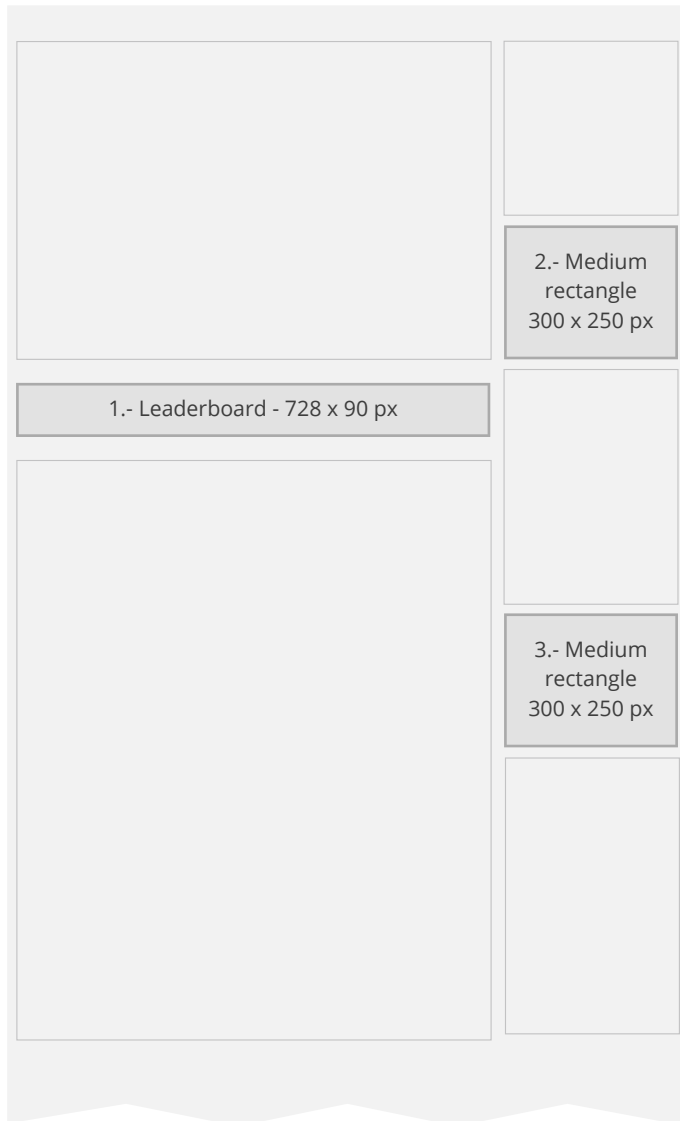 2.- Medium
rectangle
300 x 250 px
1.- Leaderboard - 728 x 90 px
3.- Medium
rectangle
300 x 250 px